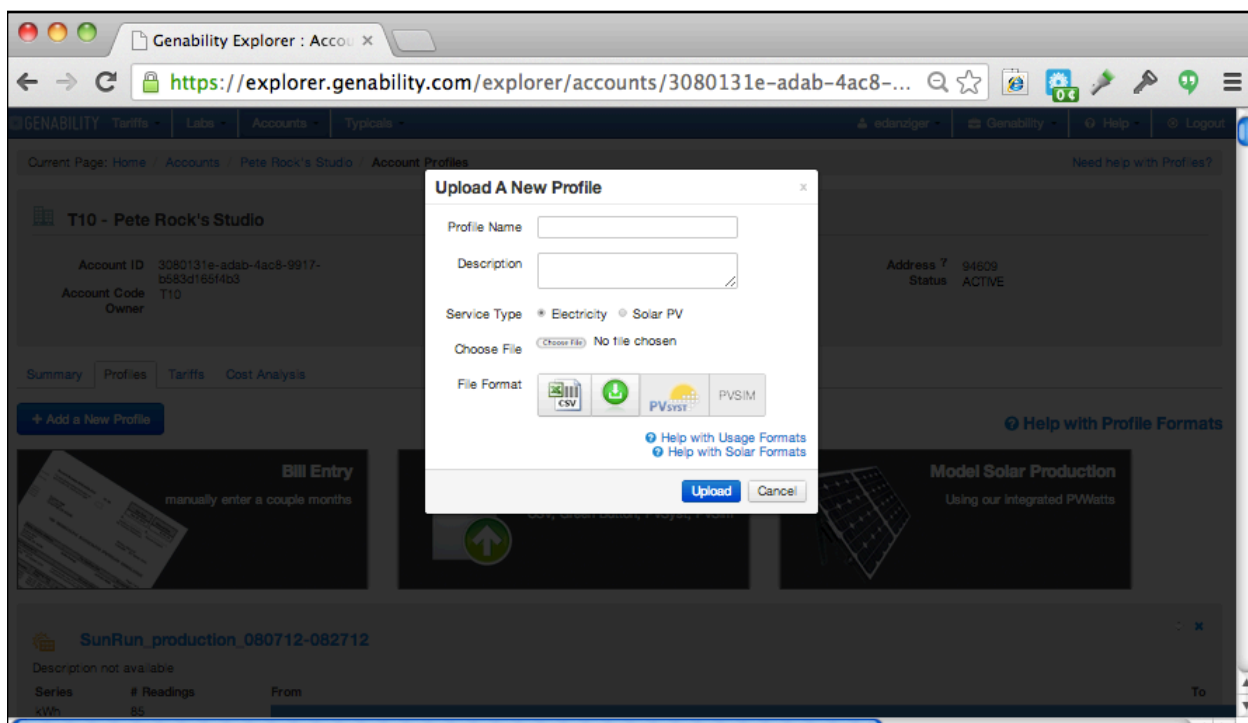 Genability Explorer : Accou ×
https://explorer.genability.com/explorer/accounts/3080131e-adab-4ac8-...
0 ¢
GENABILITY Tariffs Labs Accounts Typicals edanziger Genability Help Logout
Current Page: Home / Accounts / Pete Rock's Studio / Account Profiles Need help with Profiles?
T10 - Pete Rock's Studio
Account ID 3080131e-adab-4ac8-9917-b583d165f4b3
Account Code T10
Owner
Address ? 94609
Status ACTIVE
Summary Profiles Tariffs Cost Analysis
+ Add a New Profile
Help with Profile Formats
Upload A New Profile x
Profile Name
Description
Service Type Electricity Solar PV
Choose File Choose File No file chosen
File Format CSV PVSYST PVSIM
Help with Usage Formats
Help with Solar Formats
Upload Cancel
Bill Entry
manually enter a couple months
CSV, Green Button, PVSyst, PVSim
Model Solar Production
Using our integrated PVWatts
SunRun_production_080712-082712
Description not available
Series # Readings From To
kWh 85